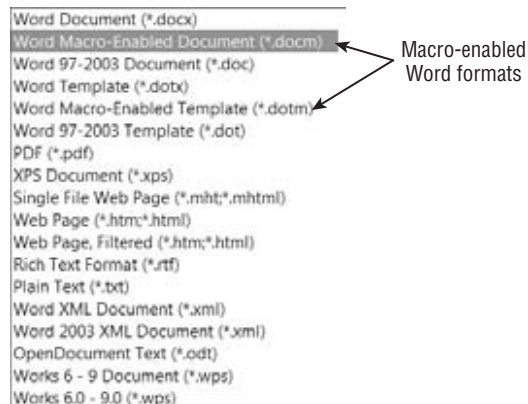 Word Document (*.docx)
Word Macro-Enabled Document (*.docm)
Word 97-2003 Document (*.doc)
Word Template (*.dotx)
Word Macro-Enabled Template (*.dotm)
Word 97-2003 Template (*.dot)
PDF (*.pdf)
XPS Document (*.xps)
Single File Web Page (*.mht;*.mhtml)
Web Page (*.htm;*.html)
Web Page, Filtered (*.htm;*.html)
Rich Text Format (*.rtf)
Plain Text (*.txt)
Word XML Document (*.xml)
Word 2003 XML Document (*.xml)
OpenDocument Text (*.odt)
Works 6 - 9 Document (*.wps)
Works 6.0 - 9.0 (*.wps)
Macro-enabled
Word formats